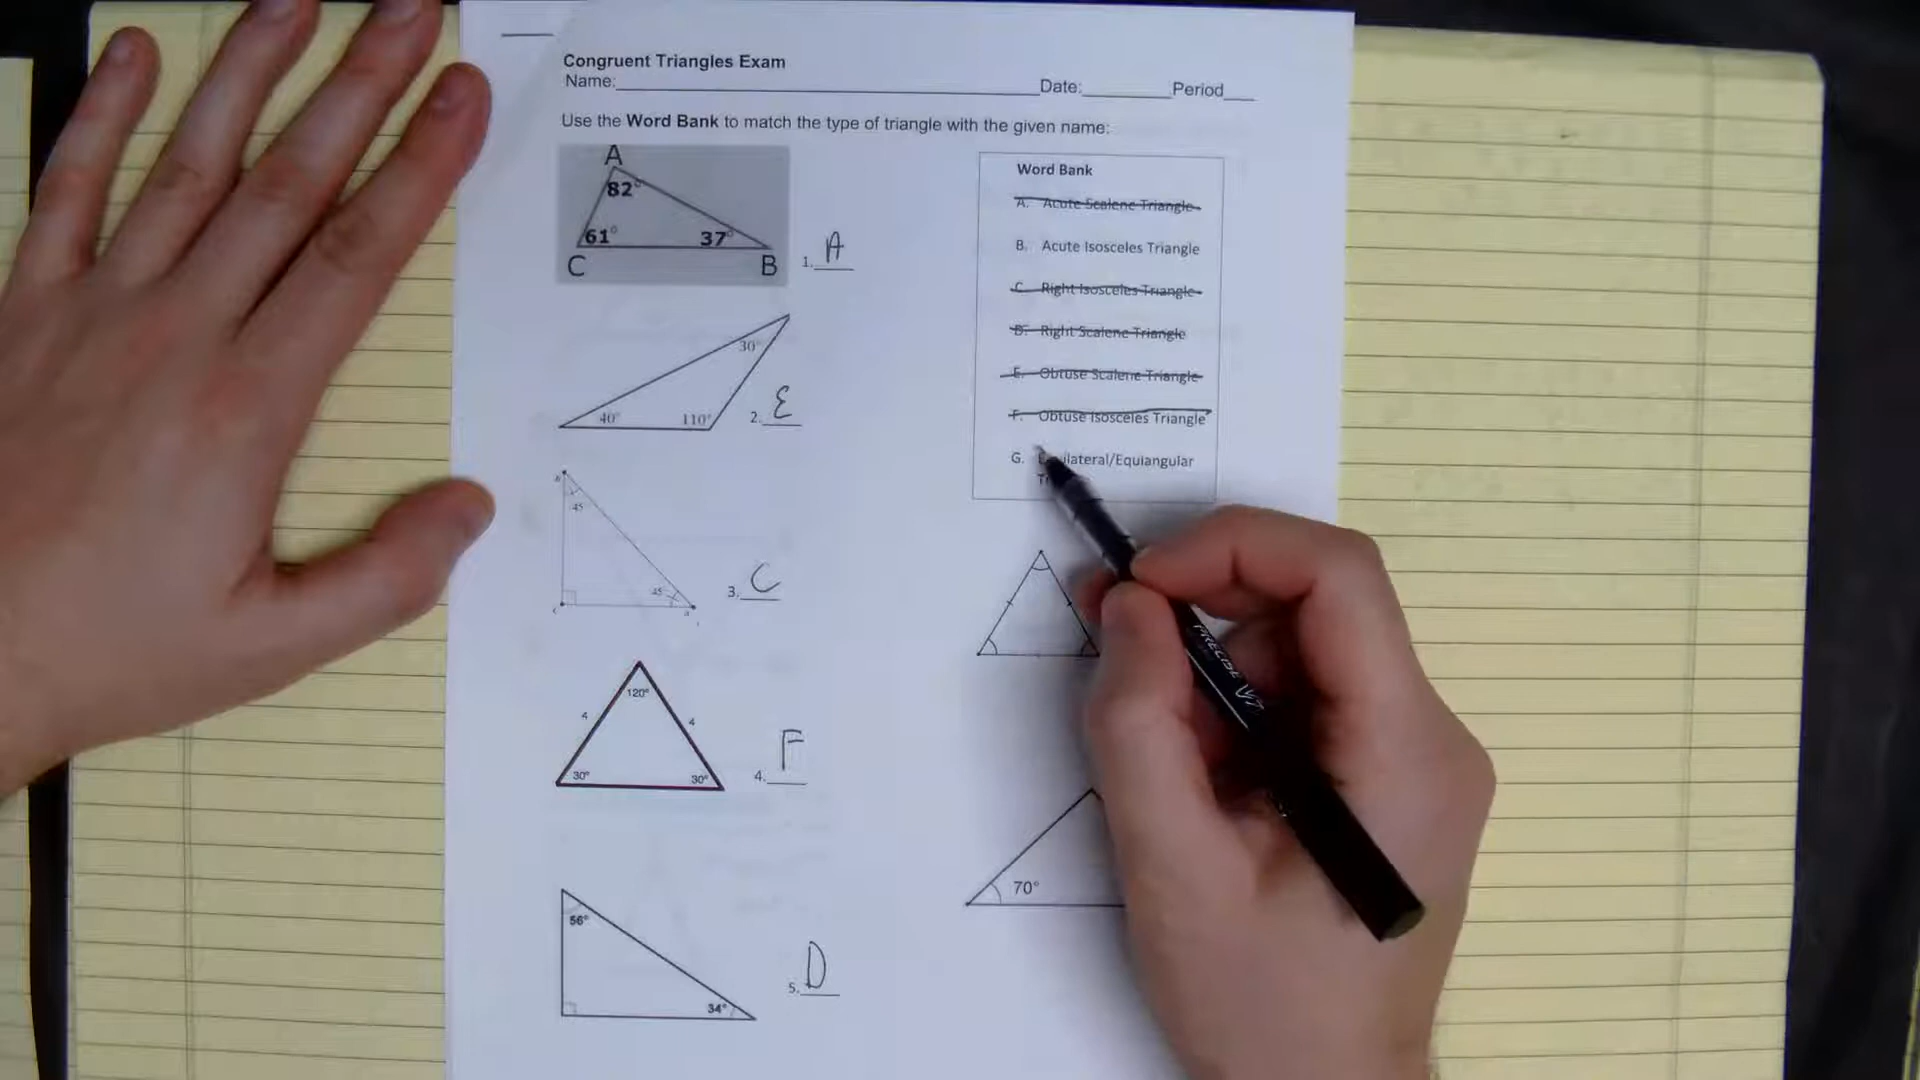 Congruent Triangles Exam
Name: Date: Period
Use the Word Bank to match the type of triangle with the given name:
A
82°
61°
37°
C
B
1. A
30°
40°
110°
2. E
45
45
3. C
120°
4
4
30°
30°
4. F
56°
34°
5. D
Word Bank
A. Acute Scalene Triangle
B. Acute Isosceles Triangle
C. Right Isosceles Triangle
D. Right Scalene Triangle
E. Obtuse Scalene Triangle
F. Obtuse Isosceles Triangle
G. /Equiangular
70°
PRECISE V7